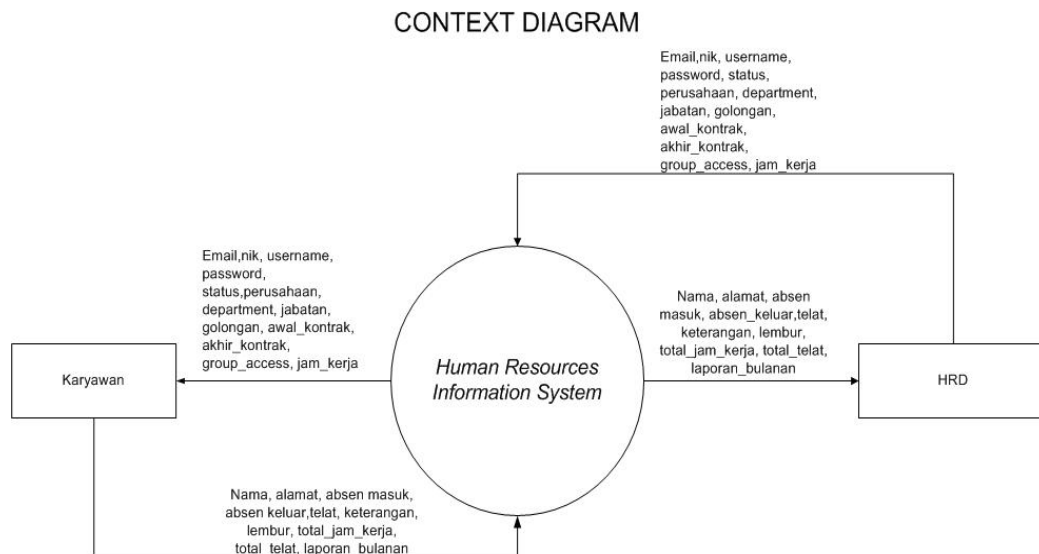 CONTEXT DIAGRAM
Email,nik, username,
password, status,
perusahaan, department,
jabatan, golongan,
awal_kontrak,
akhir_kontrak,
group_access, jam_kerja
Email,nik, username,
password,
status,perusahaan,
department, jabatan,
golongan, awal_kontrak,
akhir_kontrak,
group_access, jam_kerja
Nama, alamat, absen
masuk, absen_keluar,telat,
keterangan, lembur,
total_jam_kerja, total_telat,
laporan_bulanan
Karyawan
Human Resources
Information System
HRD
Nama, alamat, absen masuk,
absen keluar,telat, keterangan,
lembur, total_jam_kerja,
total_telat, laporan_bulanan